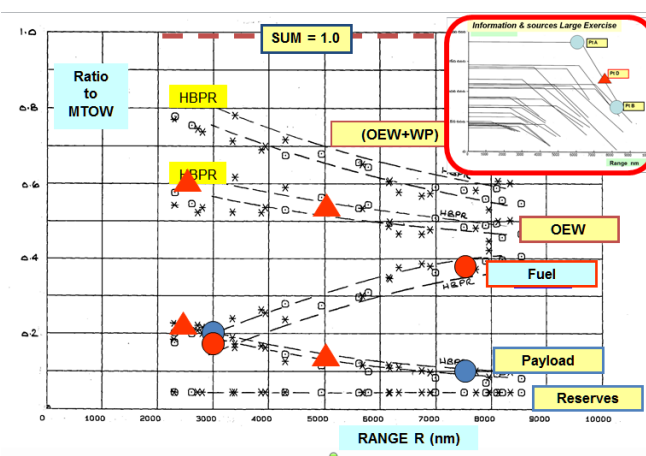 1.0
SUM = 1.0
Information & sources Large Exercise
Pt A
Pt D
Pt B
Range nm
Ratio
to
MTOW
HBPR
0.8
(OEW+WP)
HBPR
HBPR
0.6
HBPR
OEW
0.4
Fuel
HBPR
0.2
HBPR
Payload
Reserves
0 1000 2000 3000 4000 5000 6000 7000 8000 9000 10000
RANGE R (nm)